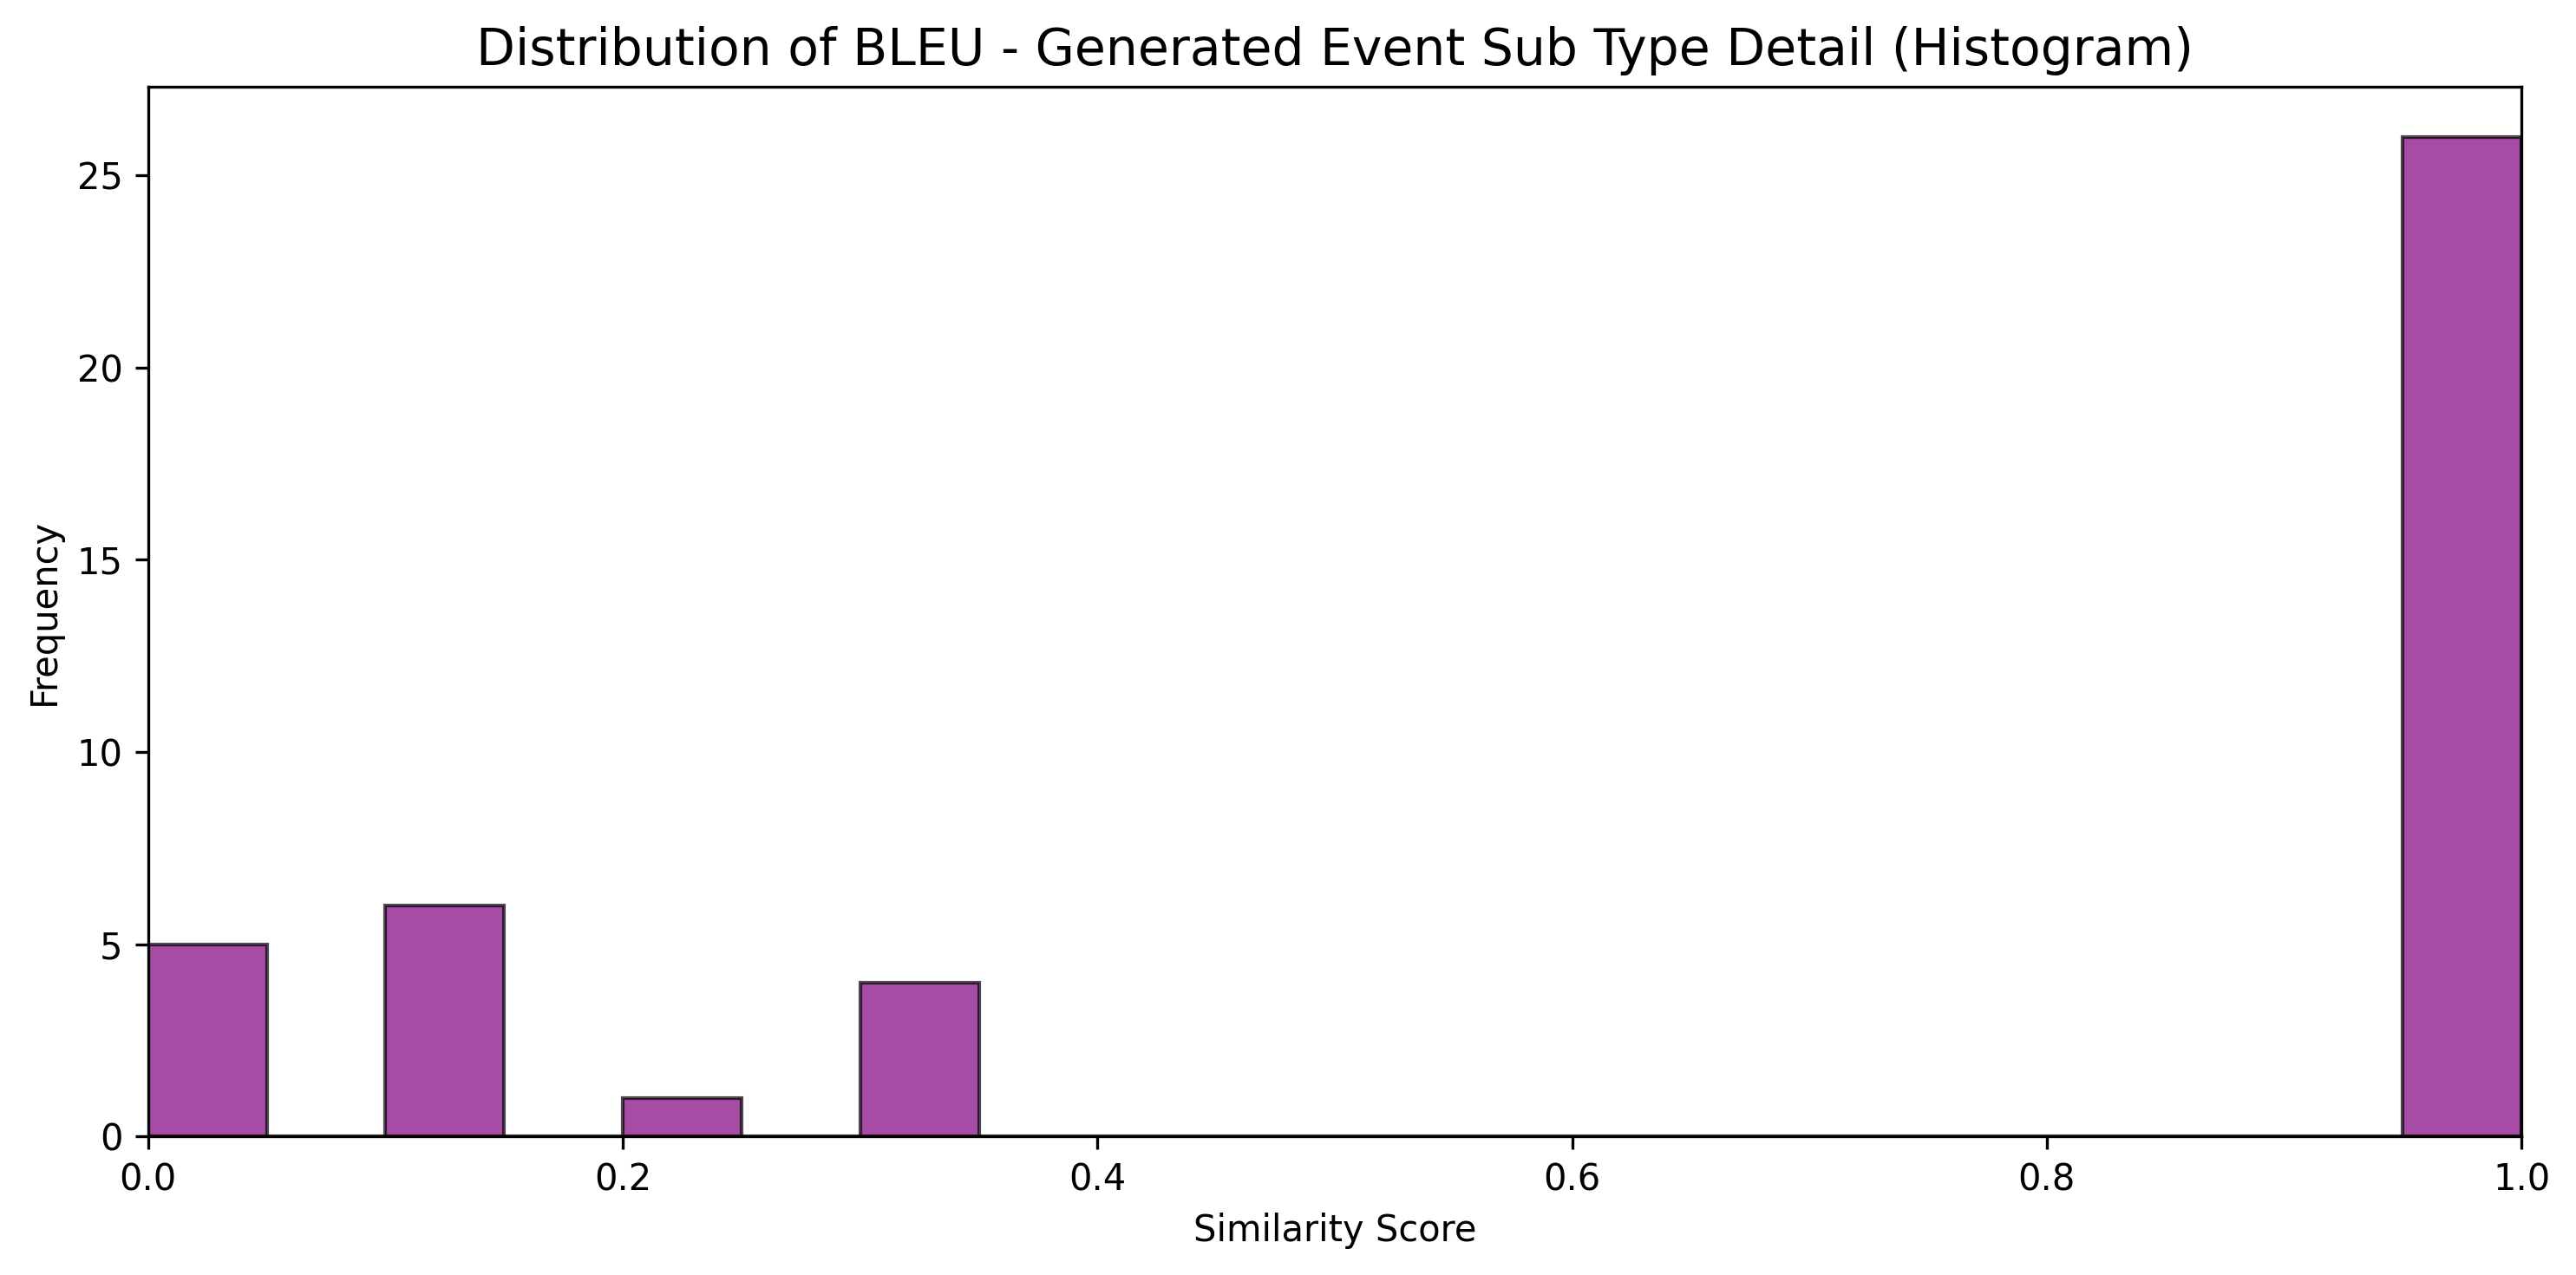 Distribution of BLEU - Generated Event Sub Type Detail (Histogram)
Frequency
25
20
15
10
5
0
0.0 0.2 0.4 0.6 0.8 1.0
Similarity Score